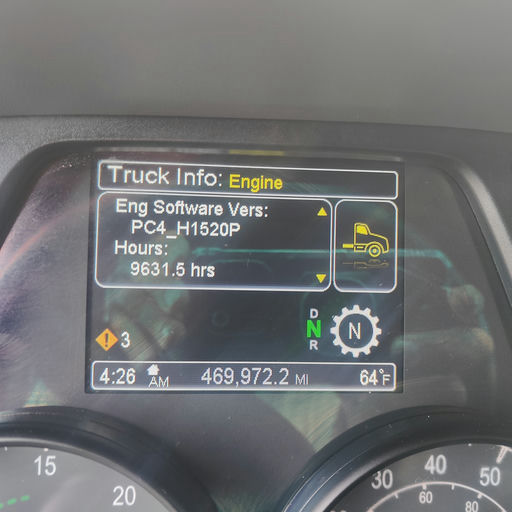 Truck Info: Engine
Eng Software Vers:
PC4_H1520P
Hours:
9631.5 hrs
D
N
R
N
! 3
4:26 AM 469,972.2 MI 64°F
15
20
30
40
50
60
80